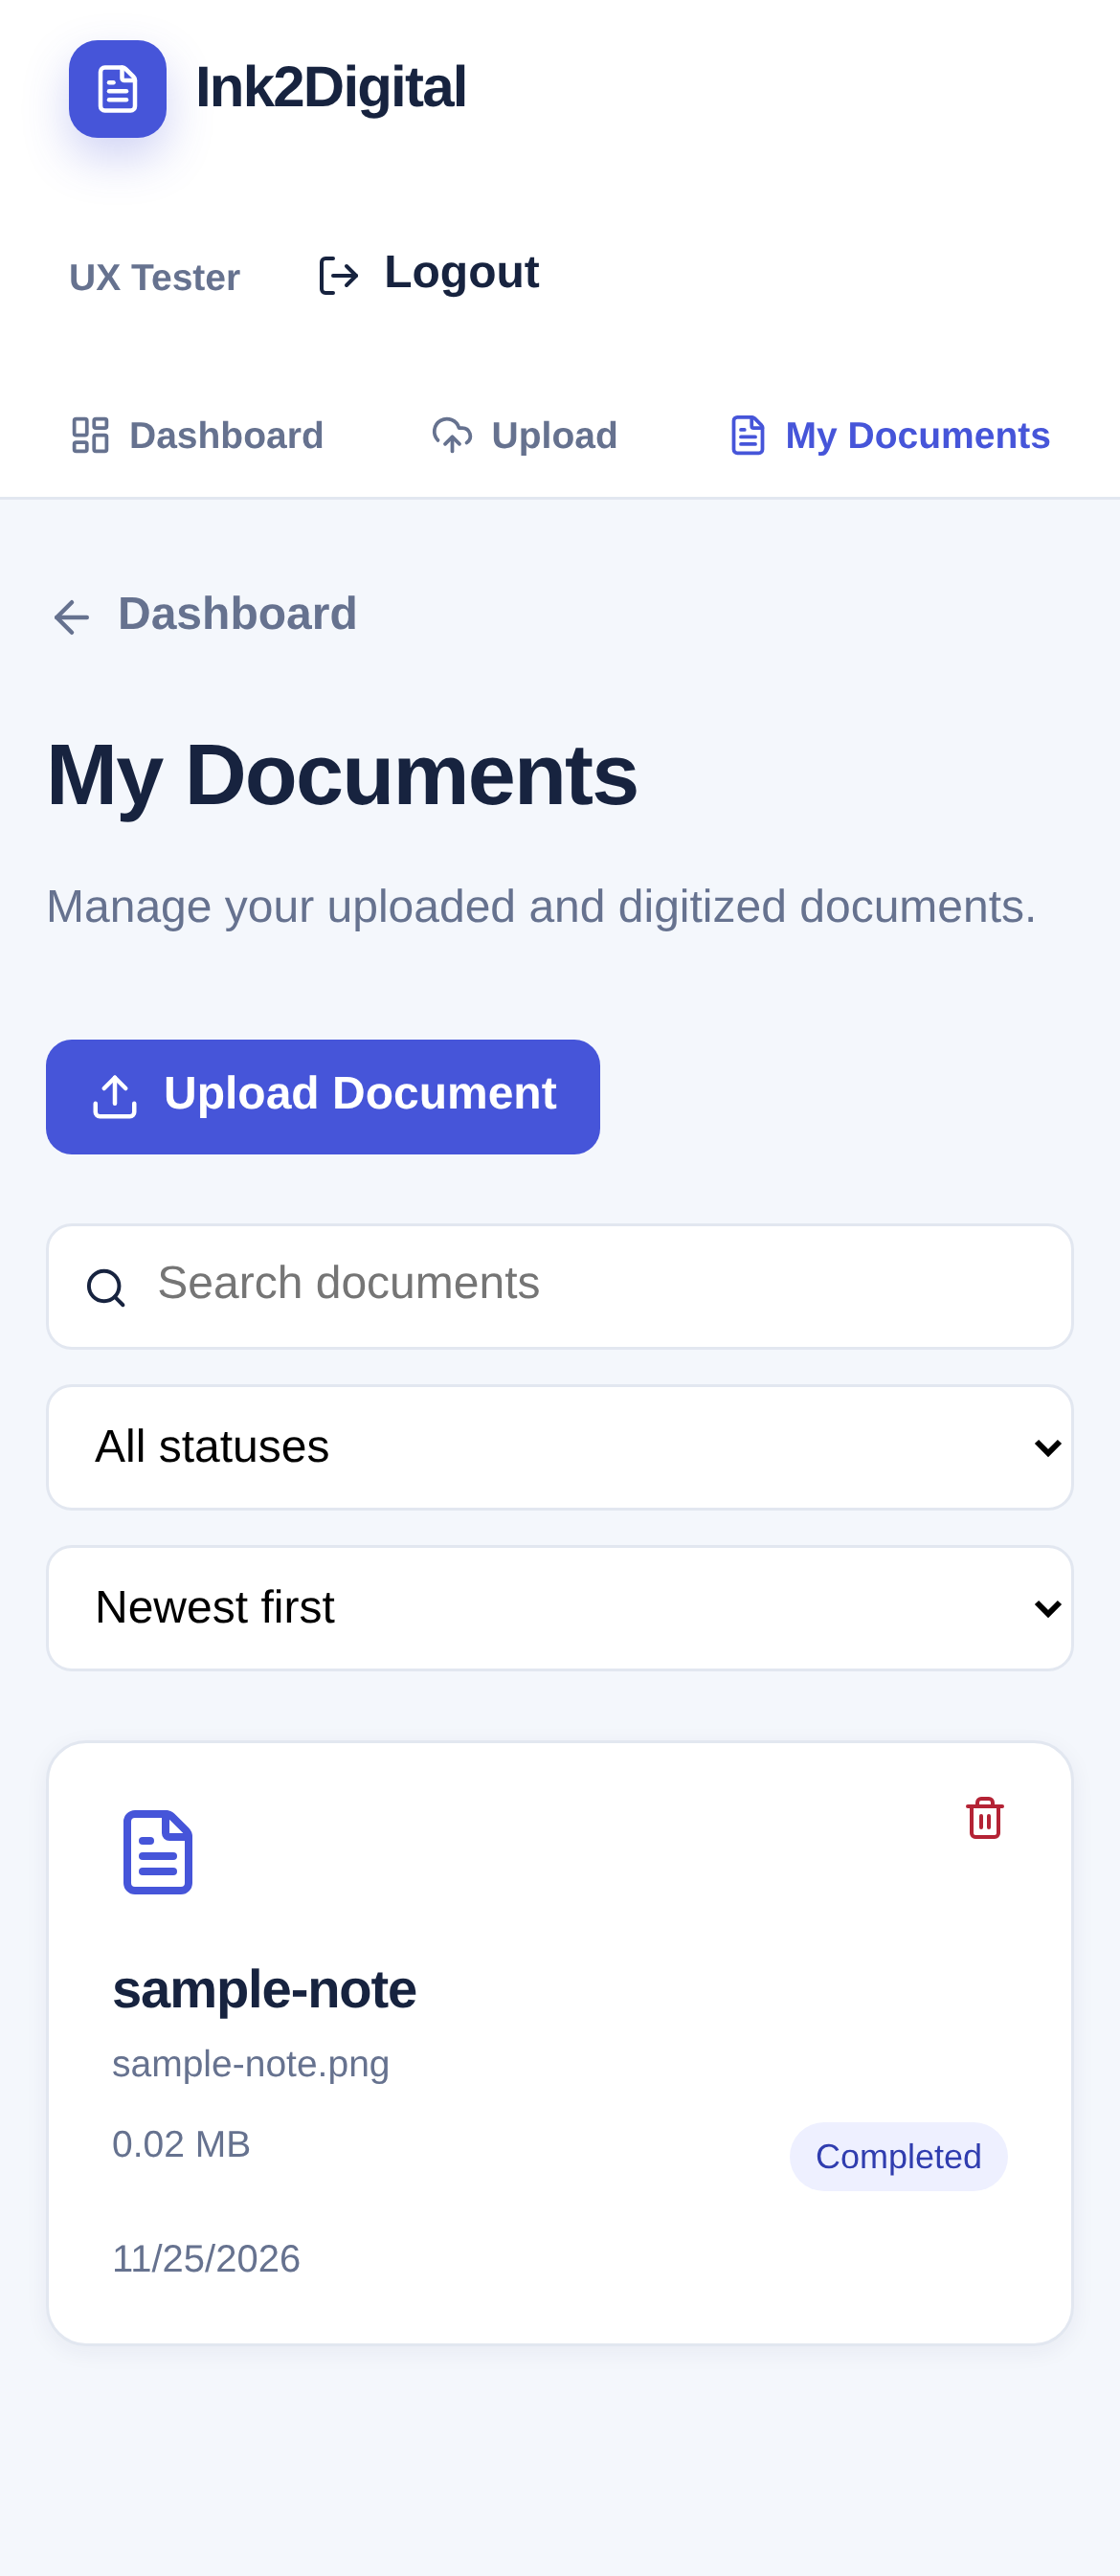 Ink2Digital
UX Tester Logout
Dashboard Upload My Documents
Dashboard
My Documents
Manage your uploaded and digitized documents.
Upload Document
Search documents
All statuses
Newest first
sample-note
sample-note.png
0.02 MB Completed
11/25/2026